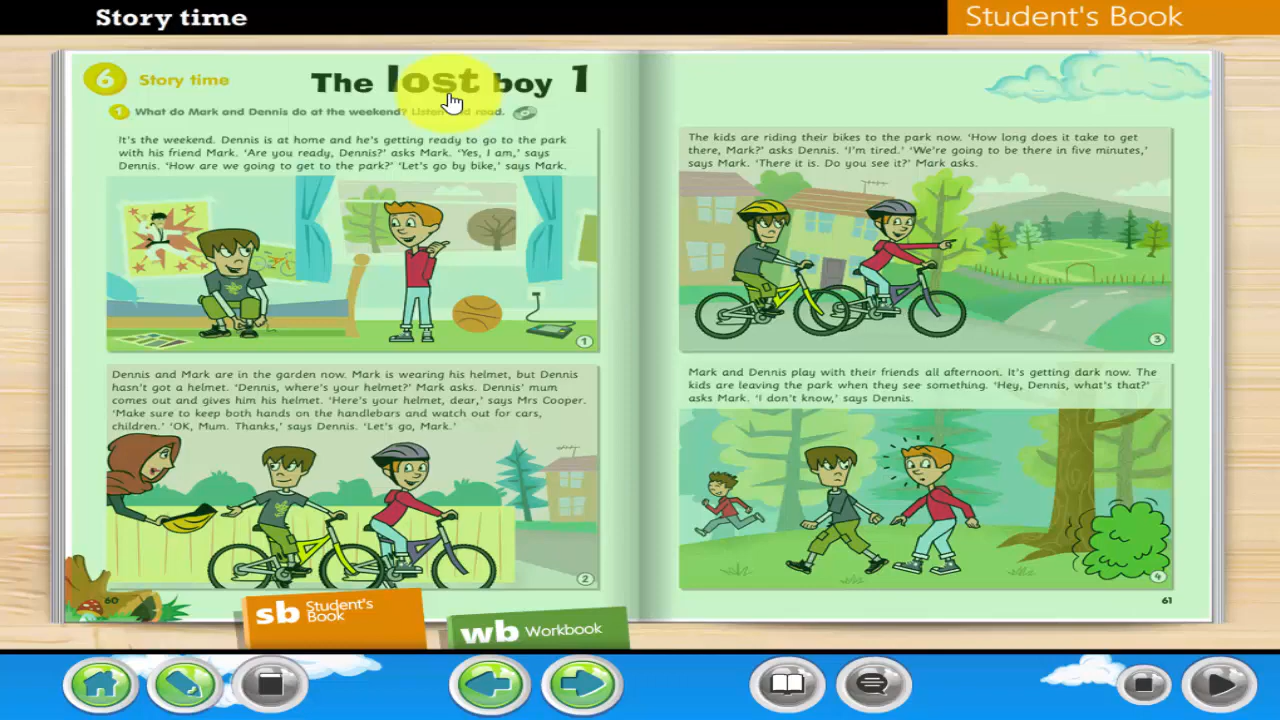 Story time
Student's Book
6 Story time
The lost boy 1
1 What do Mark and Dennis do at the weekend? Listen and read.
It's the weekend. Dennis is at home and he's getting ready to go to the park
with his friend Mark. ‘Are you ready, Dennis?’ asks Mark. ‘Yes, I am,’ says
Dennis. ‘How are we going to get to the park?’ ‘Let's go by bike,’ says Mark.
1
Dennis and Mark are in the garden now. Mark is wearing his helmet, but Dennis
hasn't got a helmet. ‘Dennis, where's your helmet?’ Mark asks. Dennis’ mum
comes out and gives him his helmet. ‘Here's your helmet, dear,’ says Mrs Cooper.
‘Make sure to keep both hands on the handlebars and watch out for cars,
children.’ ‘OK, Mum. Thanks,’ says Dennis. ‘Let's go, Mark.’
2
60
The kids are riding their bikes to the park now. ‘How long does it take to get
there, Mark?’ asks Dennis. ‘I'm tired.’ ‘We're going to be there in five minutes,’
says Mark. ‘There it is. Do you see it?’ Mark asks.
3
Mark and Dennis play with their friends all afternoon. It's getting dark now. The
kids are leaving the park when they see something. ‘Hey, Dennis, what's that?’
asks Mark. ‘I don't know,’ says Dennis.
4
61
sb Student's
Book
wb Workbook